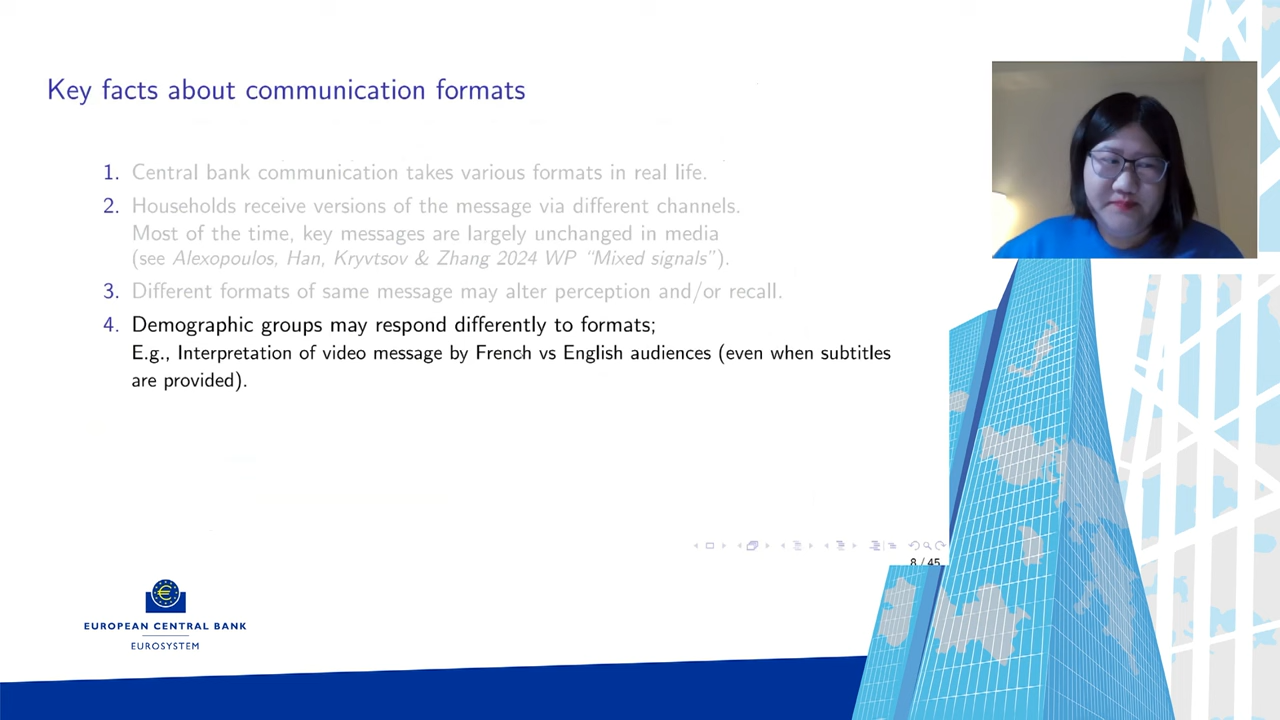 Key facts about communication formats
1. Central bank communication takes various formats in real life.
2. Households receive versions of the message via different channels.
Most of the time, key messages are largely unchanged in media
(see Alexopoulos, Han, Kryvtsov & Zhang 2024 WP “Mixed signals”).
3. Different formats of same message may alter perception and/or recall.
4. Demographic groups may respond differently to formats;
E.g., Interpretation of video message by French vs English audiences (even when subtitles
are provided).
8 / 45
EUROPEAN CENTRAL BANK
EUROSYSTEM